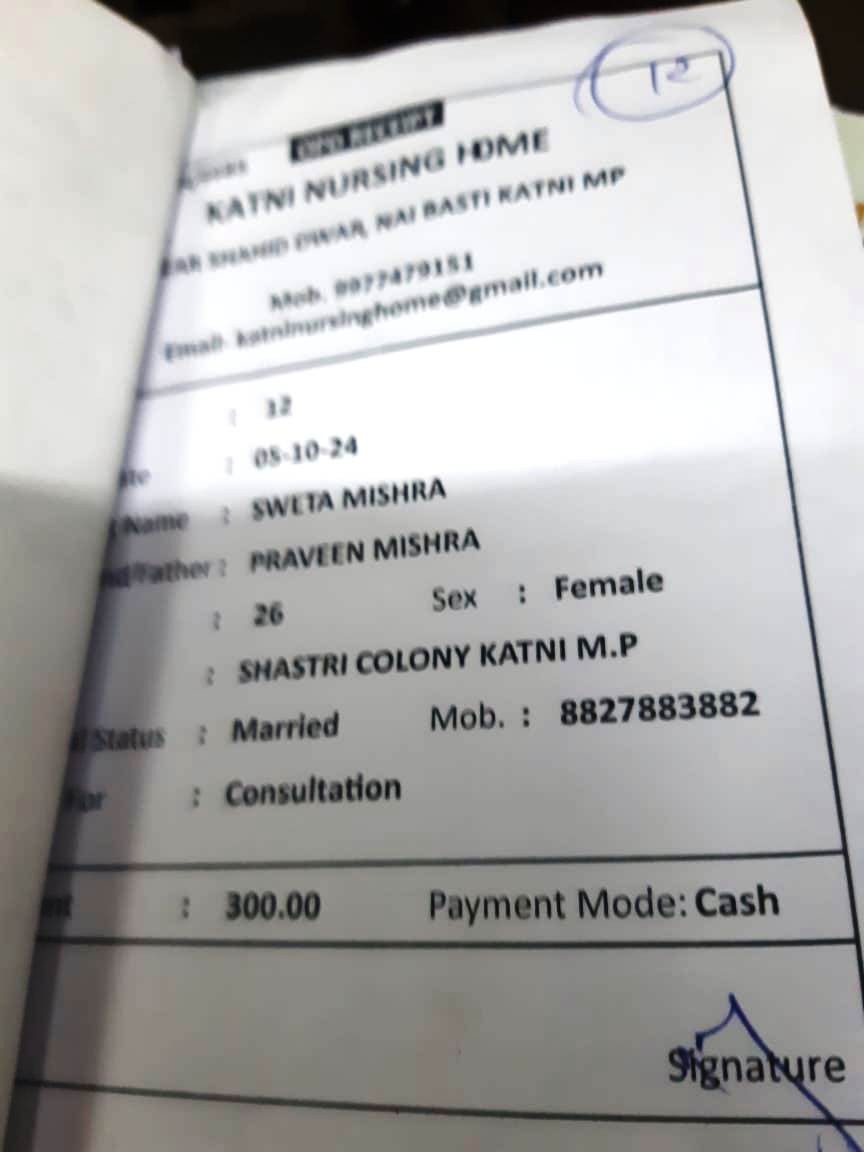 12
OPD RECEIPT
KATNI NURSING HOME
EAR SHAHID DWAR, NAI BASTI KATNI MP
Mob. 9977479151
Email- katninursinghome@gmail.com
: 12
: 05-10-24
Name : SWETA MISHRA
Father : PRAVEEN MISHRA
: 26 Sex : Female
: SHASTRI COLONY KATNI M.P
Status : Married Mob. : 8827883882
For : Consultation
: 300.00 Payment Mode: Cash
Signature